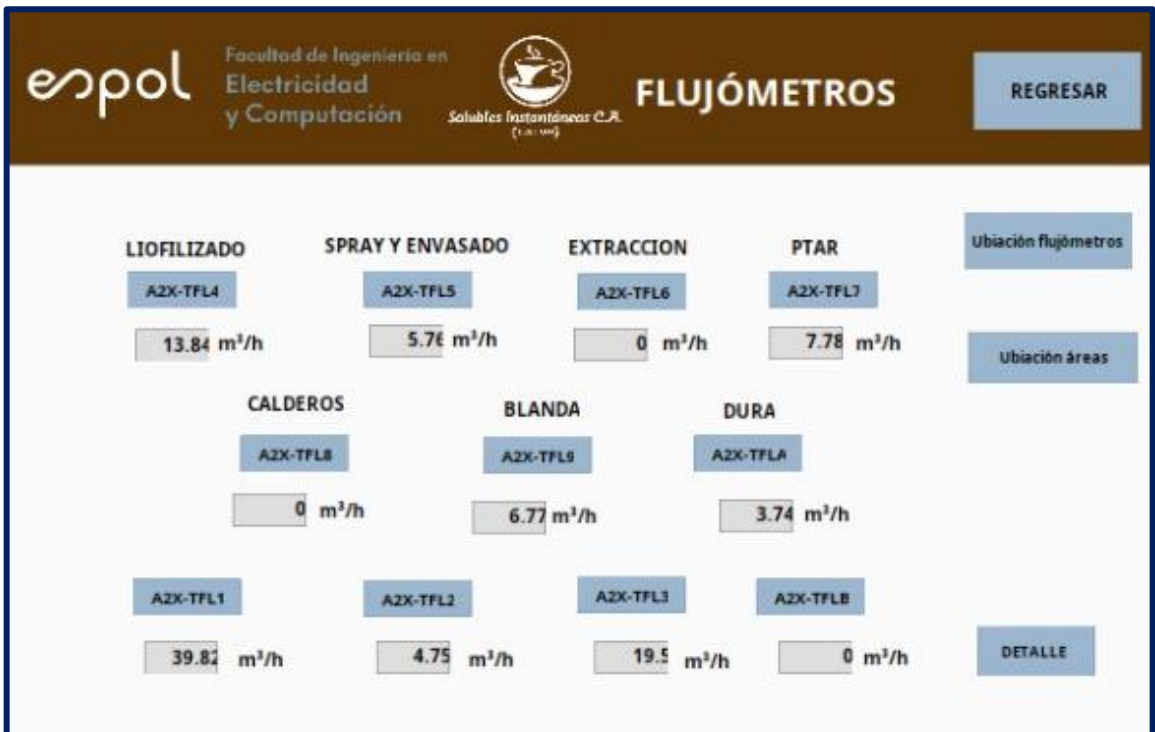 espol
Facultad de Ingeniería en
Electricidad
y Computación
Solubles Instantáneos C.A.
FLUJÓMETROS
REGRESAR
LIOFILIZADO SPRAY Y ENVASADO EXTRACCION PTAR
Ubiación flujómetros
A2X-TFL4 A2X-TFL5 A2X-TFL6 A2X-TFL7
13.84 m³/h 5.76 m³/h 0 m³/h 7.78 m³/h
Ubiación áreas
CALDEROS BLANDA DURA
A2X-TFL8 A2X-TFL9 A2X-TFLA
0 m³/h 6.77 m³/h 3.74 m³/h
A2X-TFL1 A2X-TFL2 A2X-TFL3 A2X-TFLB
39.82 m³/h 4.75 m³/h 19.5 m³/h 0 m³/h
DETALLE